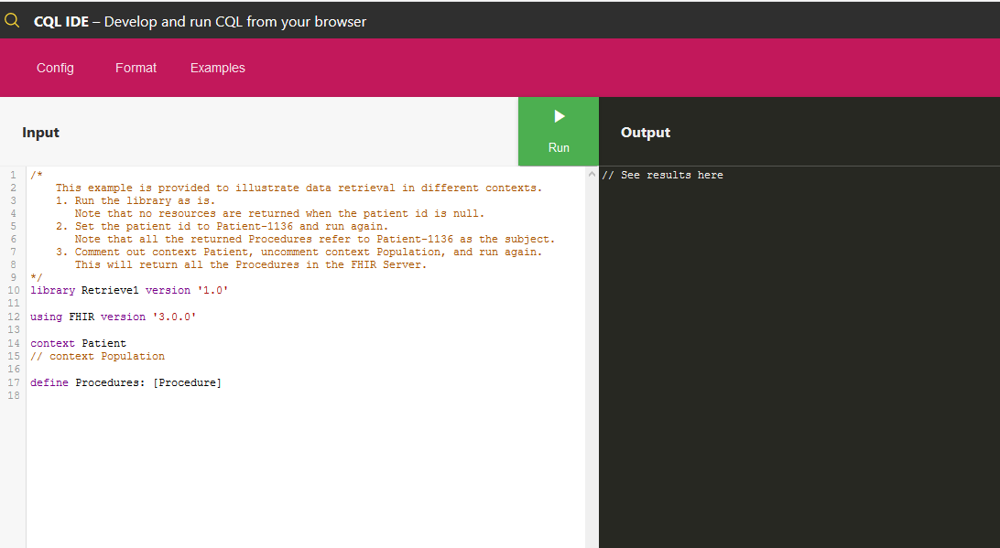 CQL IDE – Develop and run CQL from your browser
Config Format Examples
Input
Run
Output
1 /*
2 This example is provided to illustrate data retrieval in different contexts.
3 1. Run the library as is.
4 Note that no resources are returned when the patient id is null.
5 2. Set the patient id to Patient-1136 and run again.
6 Note that all the returned Procedures refer to Patient-1136 as the subject.
7 3. Comment out context Patient, uncomment context Population, and run again.
8 This will return all the Procedures in the FHIR Server.
9 */
10 library Retrieve1 version '1.0'
11
12 using FHIR version '3.0.0'
13
14 context Patient
15 // context Population
16
17 define Procedures: [Procedure]
18
// See results here